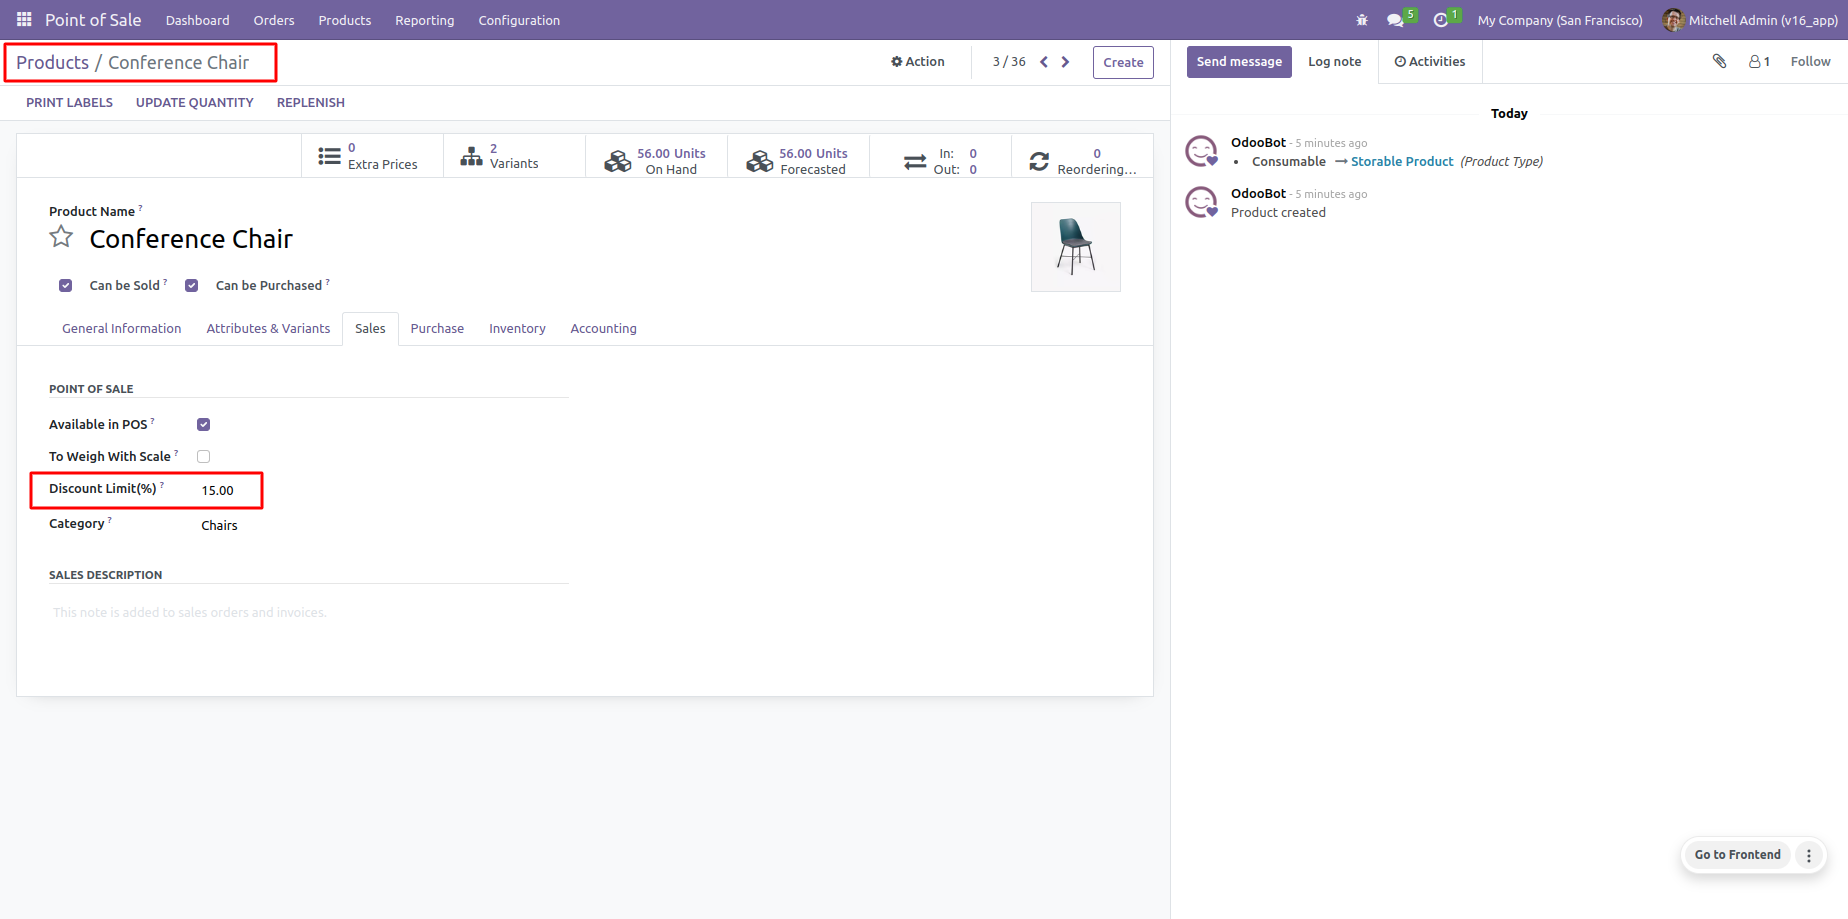 Point of Sale Dashboard Orders Products Reporting Configuration 5 1 My Company (San Francisco) Mitchell Admin (v16_app)
Products / Conference Chair Action 3 / 36 Create
PRINT LABELS UPDATE QUANTITY REPLENISH
0 Extra Prices
2 Variants
56.00 Units On Hand
56.00 Units Forecasted
In: 0
Out: 0
0 Reordering...
Product Name ?
Conference Chair
Can be Sold ? Can be Purchased ?
General Information Attributes & Variants Sales Purchase Inventory Accounting
POINT OF SALE
Available in POS ?
To Weigh With Scale ?
Discount Limit(%) ? 15.00
Category ? Chairs
SALES DESCRIPTION
This note is added to sales orders and invoices.
Send message Log note Activities 1 Follow
Today
OdooBot - 5 minutes ago
• Consumable → Storable Product (Product Type)
OdooBot - 5 minutes ago
Product created
Go to Frontend